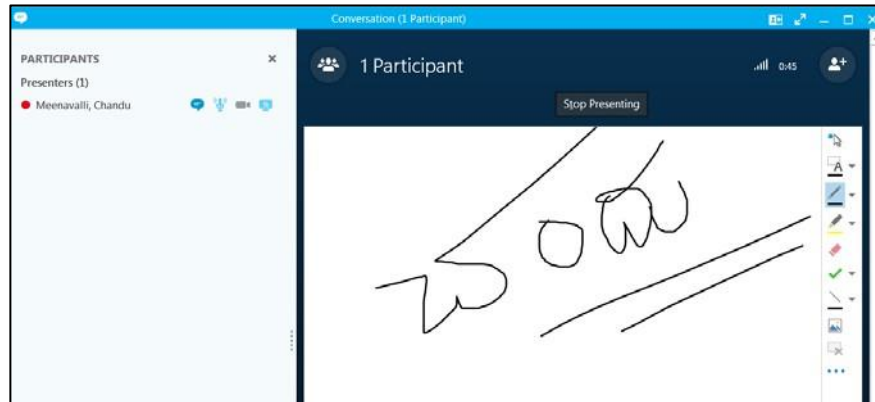 Conversation (1 Participant)
PARTICIPANTS
Presenters (1)
Meenavalli, Chandu
1 Participant
0:45
Stop Presenting
A